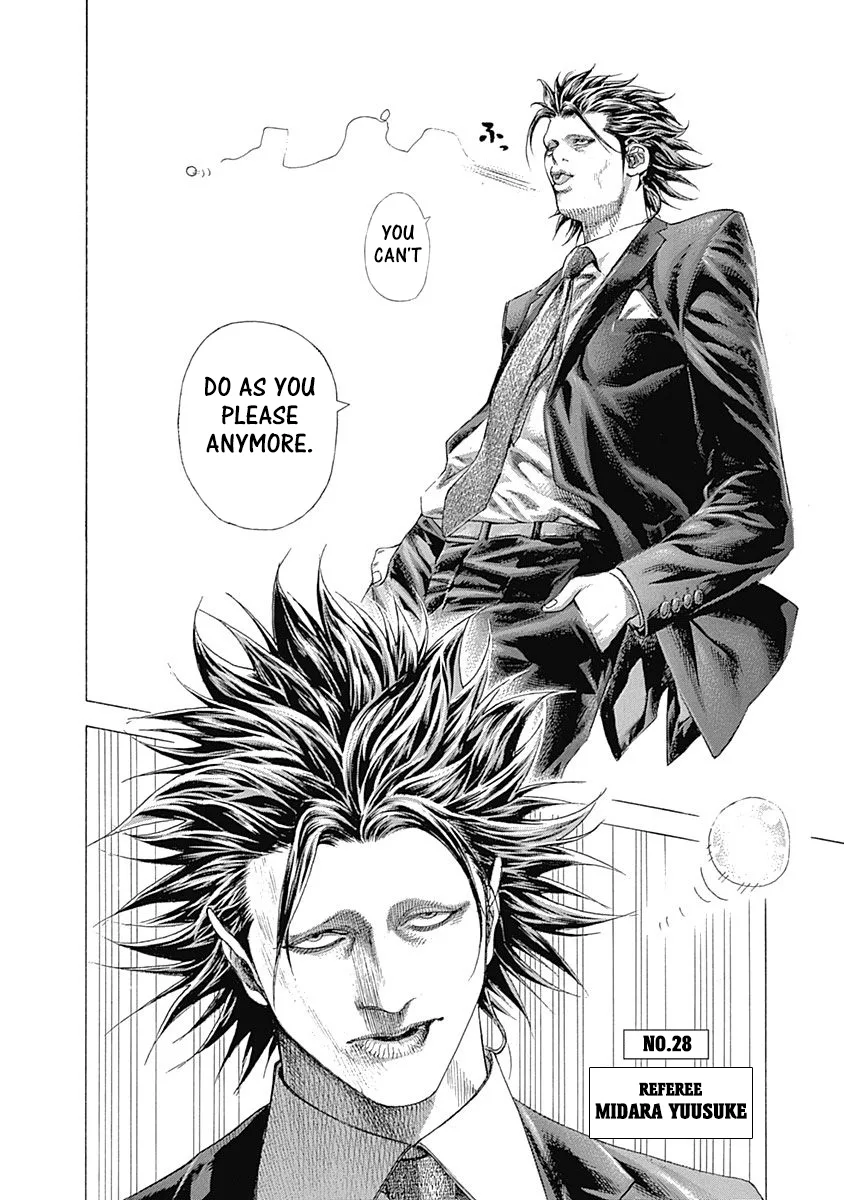 ふっ
YOU
CAN'T
DO AS YOU
PLEASE
ANYMORE.
NO.28
REFEREE
MIDARA YUUSUKE